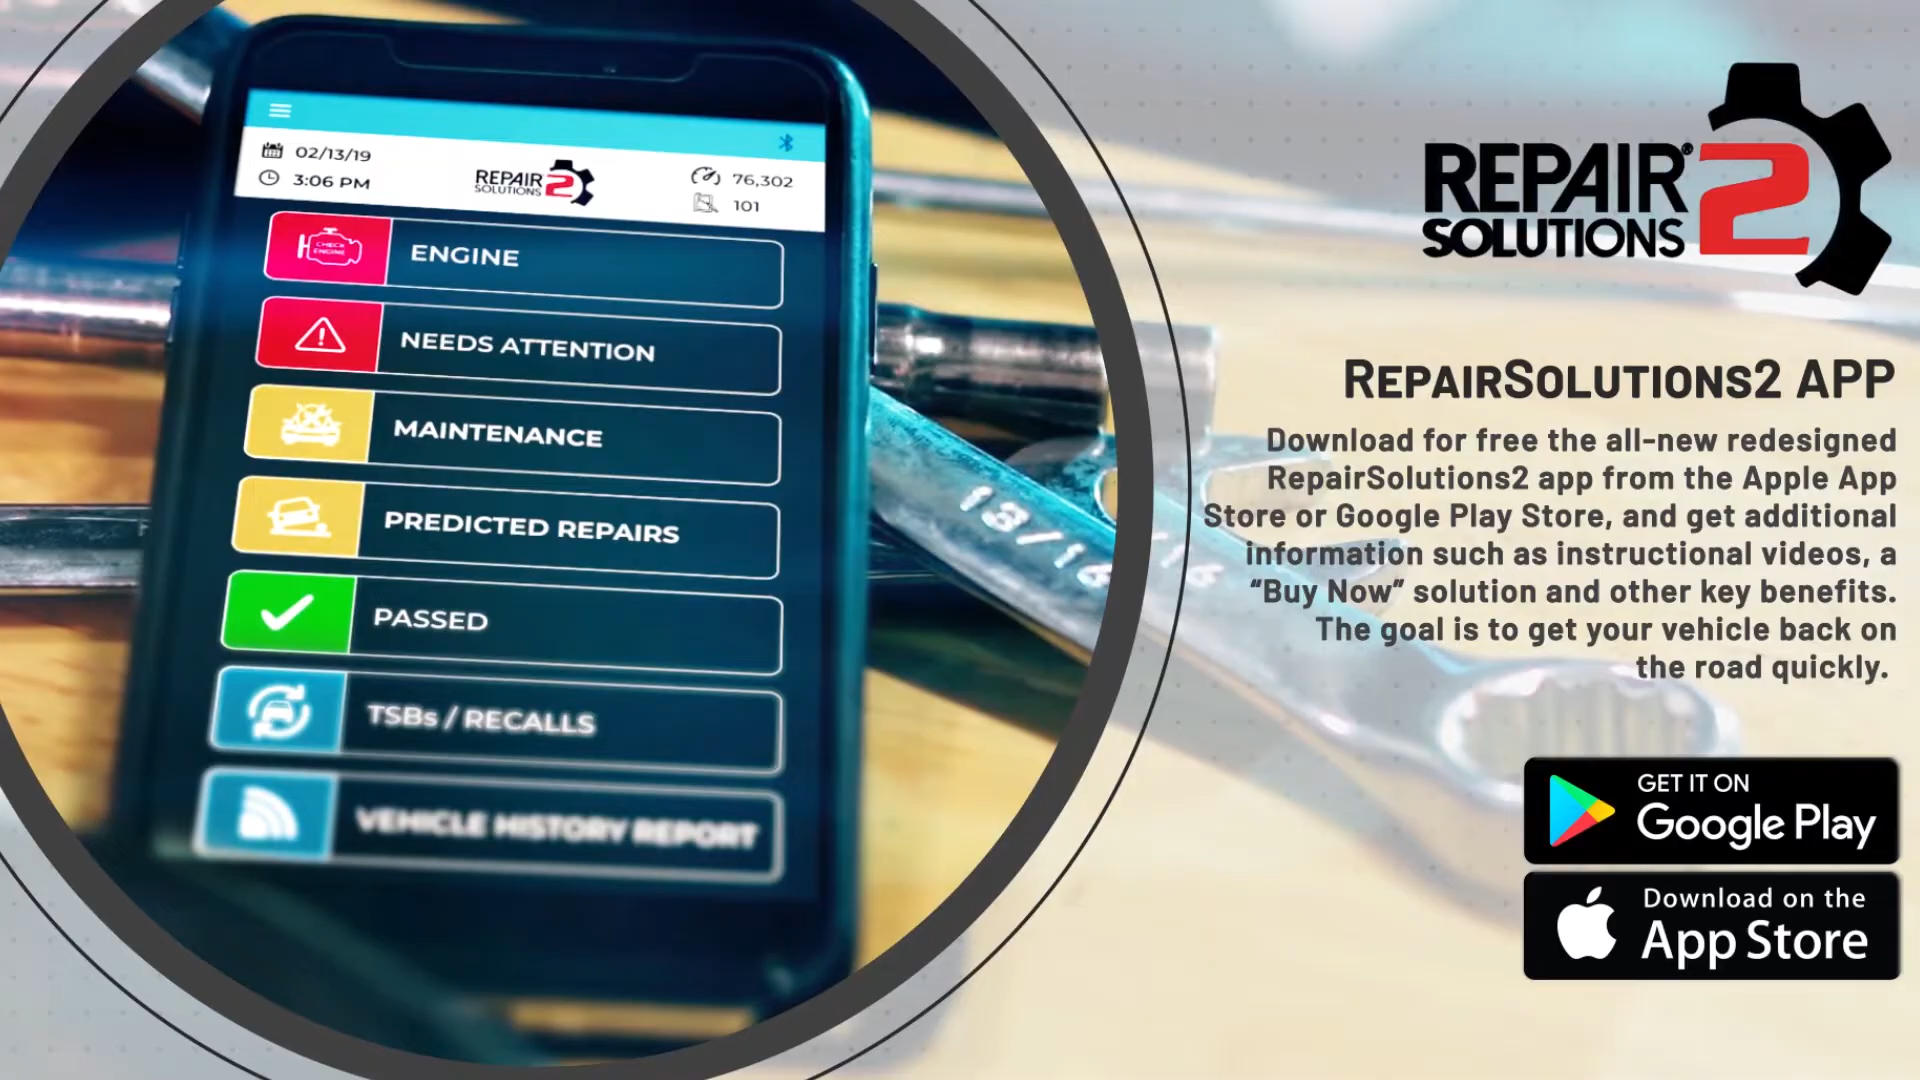 02/13/19
3:06 PM
REPAIR
SOLUTIONS 2
76,302
101
CHECK
ENGINE
ENGINE
NEEDS ATTENTION
MAINTENANCE
PREDICTED REPAIRS
PASSED
TSBs / RECALLS
VEHICLE HISTORY REPORT
13/16
REPAIR®
SOLUTIONS 2
REPAIRSOLUTIONS2 APP
Download for free the all-new redesigned
RepairSolutions2 app from the Apple App
Store or Google Play Store, and get additional
information such as instructional videos, a
“Buy Now” solution and other key benefits.
The goal is to get your vehicle back on
the road quickly.
GET IT ON
Google Play
Download on the
App Store